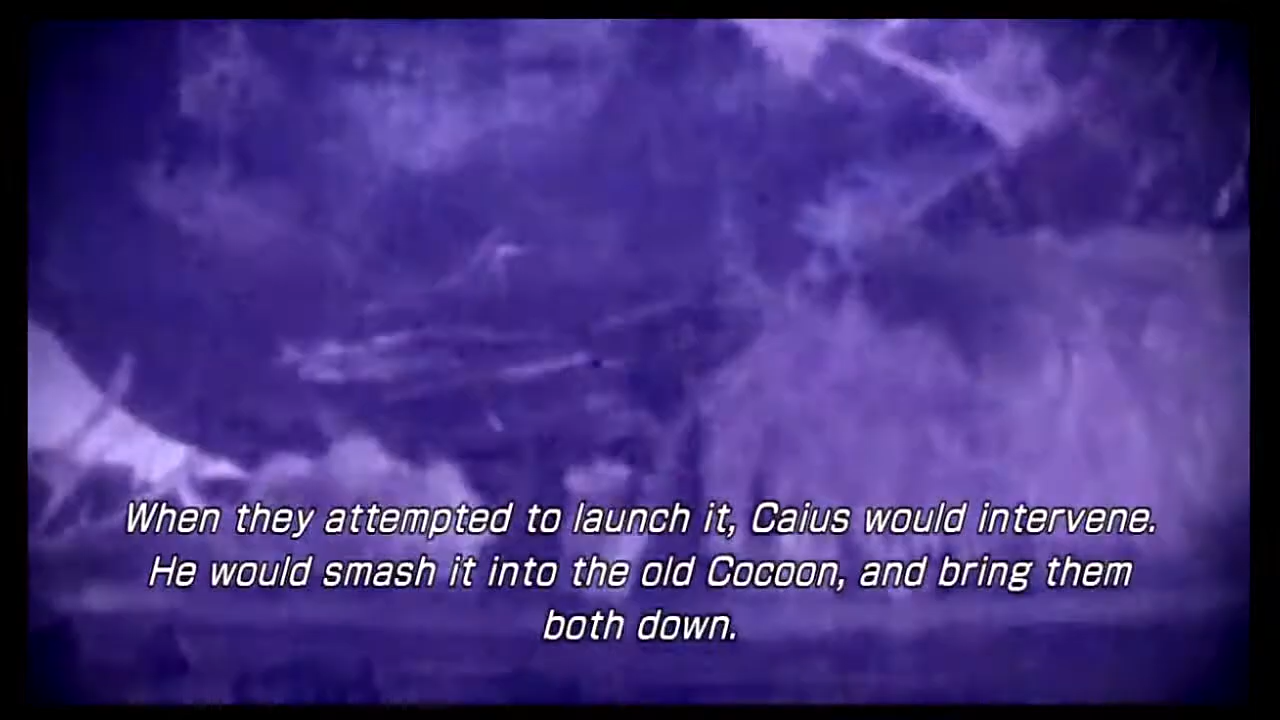 When they attempted to launch it, Caius would intervene.
He would smash it into the old Cocoon, and bring them
both down.